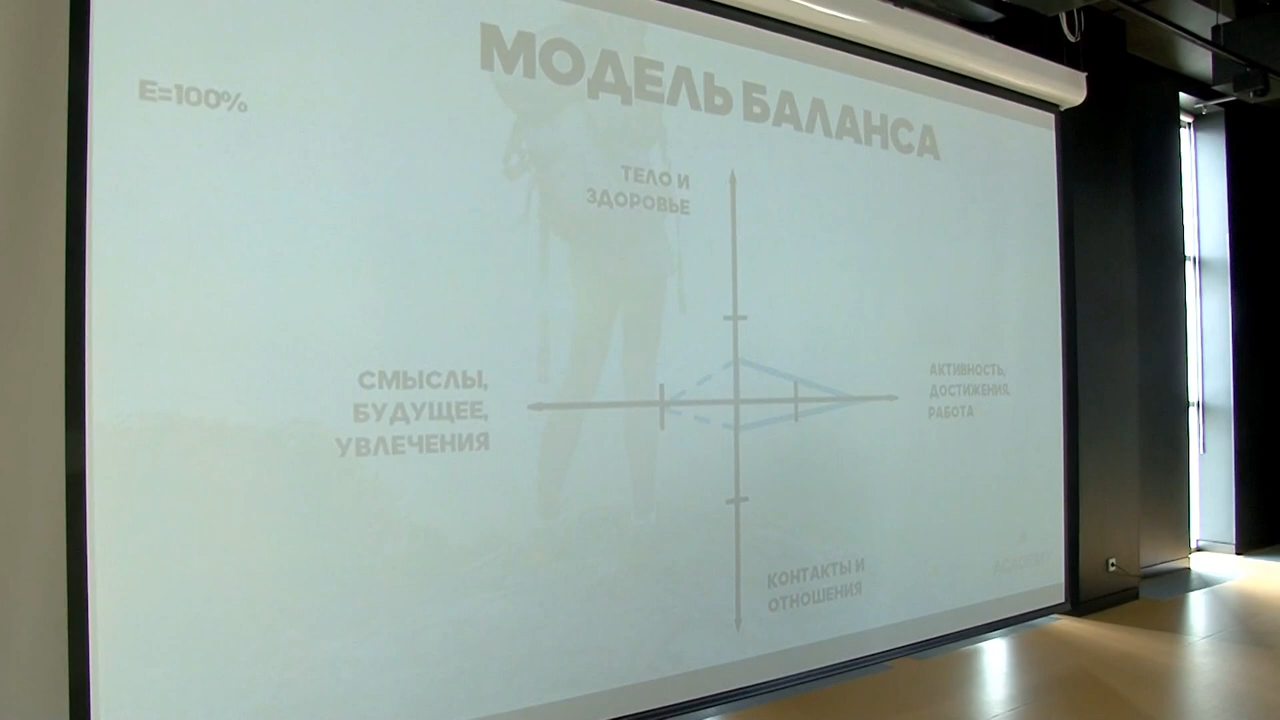 МОДЕЛЬ БАЛАНСА
E=100%
ТЕЛО И
ЗДОРОВЬЕ
СМЫСЛЫ,
БУДУЩЕЕ,
УВЛЕЧЕНИЯ
АКТИВНОСТЬ,
ДОСТИЖЕНИЯ,
РАБОТА
КОНТАКТЫ И
ОТНОШЕНИЯ